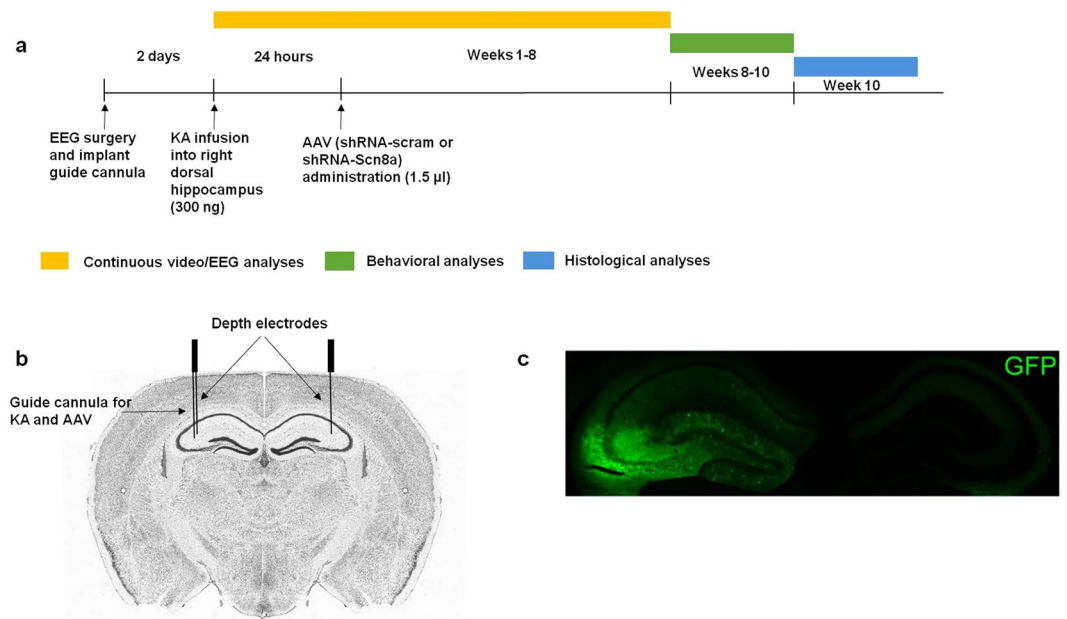 a
2 days
24 hours
Weeks 1-8
Weeks 8-10
Week 10
EEG surgery
and implant
guide cannula
KA infusion
into right
dorsal
hippocampus
(300 ng)
AAV (shRNA-scram or
shRNA-Scn8a)
administration (1.5 µl)
Continuous video/EEG analyses
Behavioral analyses
Histological analyses
b
Depth electrodes
Guide cannula for
KA and AAV
c
GFP